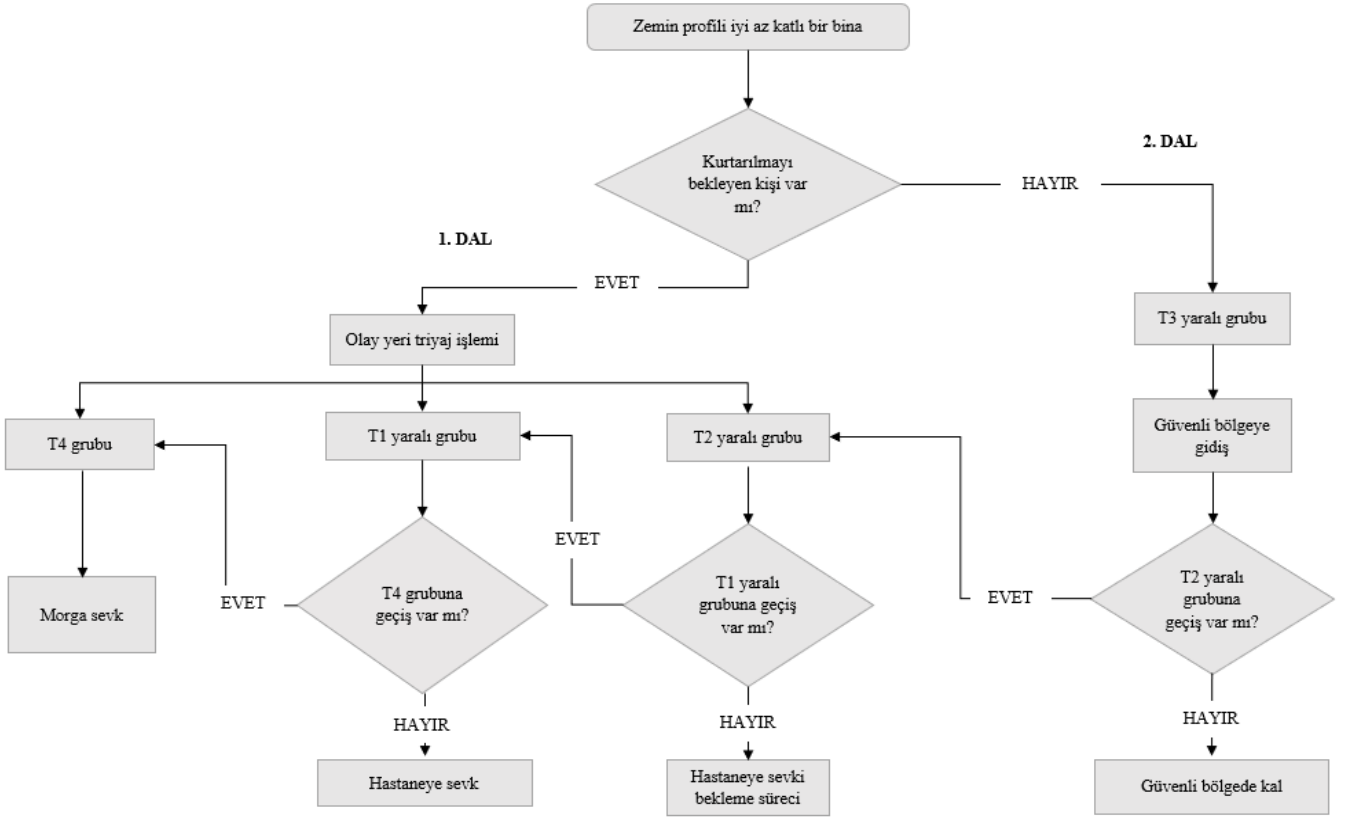 Zemin profili iyi az katlı bir bina
Kurtarılmayı
bekleyen kişi var
mı?
2. DAL
HAYIR
1. DAL
EVET
Olay yeri triyaj işlemi
T3 yaralı grubu
T4 grubu
T1 yaralı grubu
T2 yaralı grubu
Güvenli bölgeye
gidiş
EVET
T4 grubuna
geçiş var mı?
EVET
T1 yaralı
grubuna geçiş
var mı?
EVET
T2 yaralı
grubuna
geçiş var mı?
Morga sevk
HAYIR
HAYIR
HAYIR
Hastaneye sevk
Hastaneye sevki
bekleme süreci
Güvenli bölgede kal